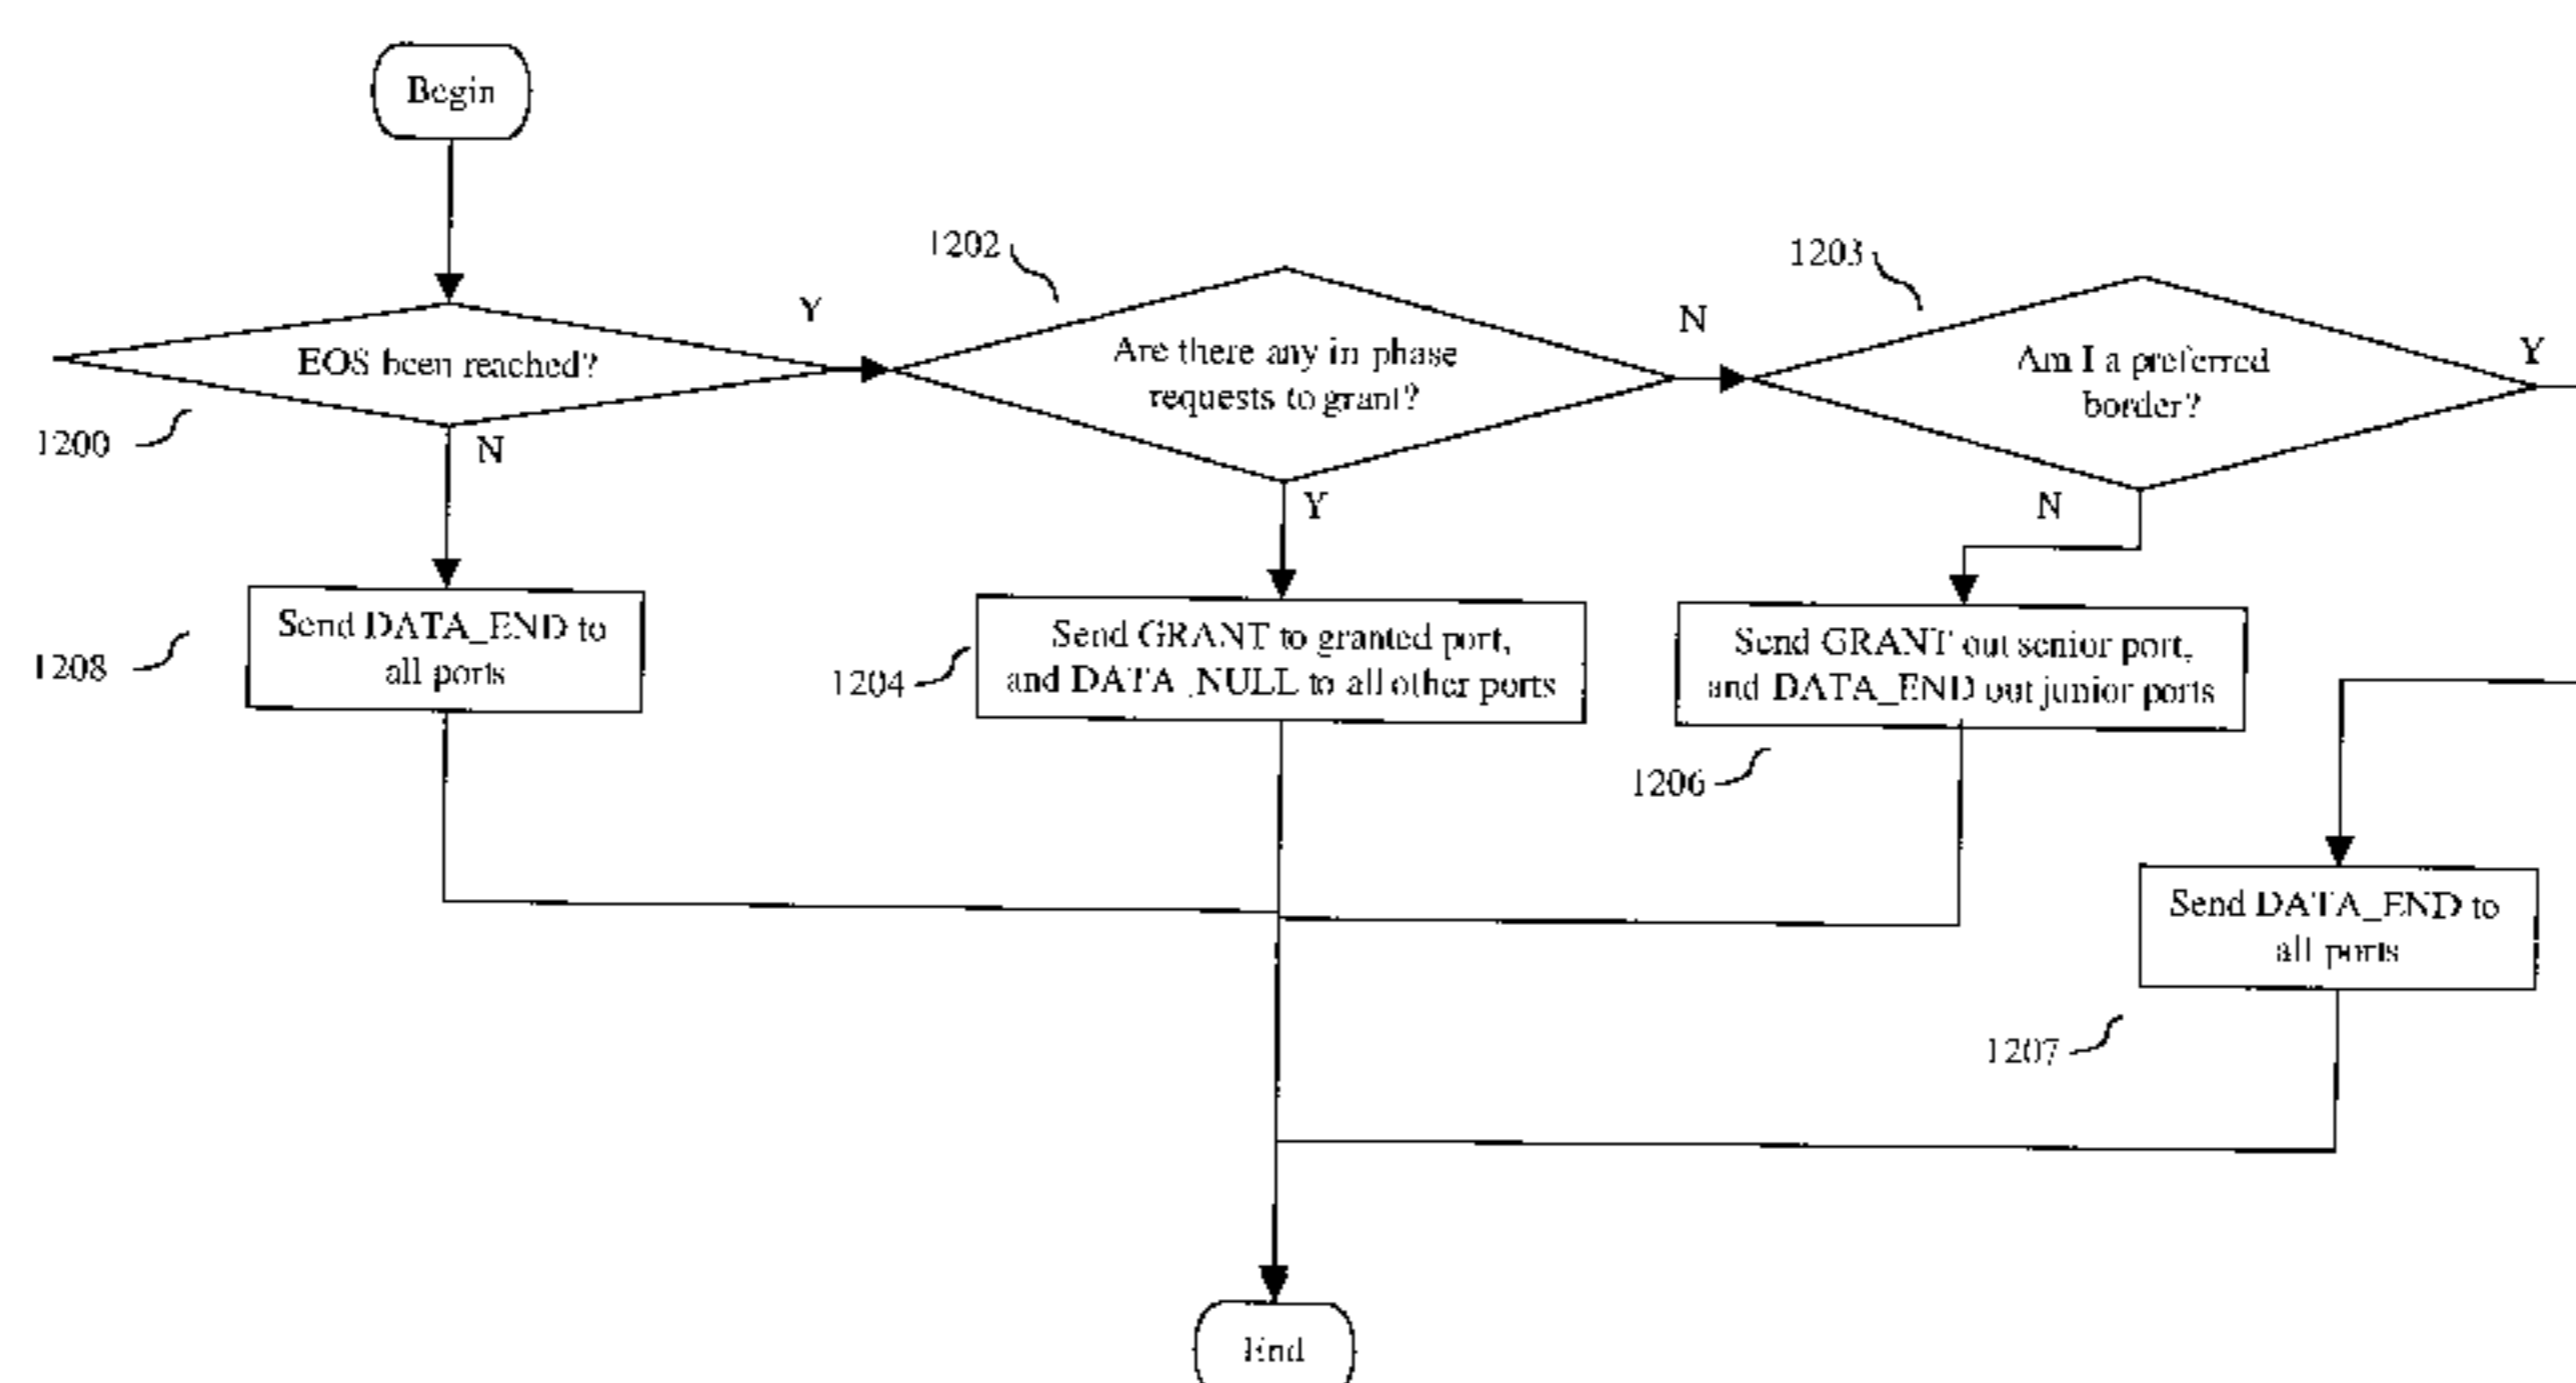 Begin
1202
1203
Y
N
Y
EOS been reached?
Are there any in phase
requests to grant?
Am I a preferred
border?
1200
N
Y
N
1208
Send DATA_END to
all ports
1204
Send GRANT to granted port,
and DATA_NULL to all other ports
Send GRANT out senior port,
and DATA_END out junior ports
1206
Send DATA_END to
all ports
1207
End